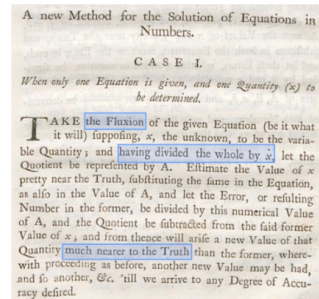 A new Method for the Solution of Equations in
Numbers.
CASE I.
When only one Equation is given, and one Quantity (x) to
be determined.
TAKE the Fluxion of the given Equation (be it what
it will) ſuppoſing, x, the unknown, to be the varia-
ble Quantity; and having divided the whole by ẋ, let the
Quotient be repreſented by A. Eſtimate the Value of x
pretty near the Truth, ſubſtituting the ſame in the Equation,
as alſo in the Value of A, and let the Error, or reſulting
Number in the former, be divided by this numerical Value
of A, and the Quotient be ſubtracted from the ſaid former
Value of x; and from thence will ariſe a new Value of that
Quantity much nearer to the Truth than the former, where-
with proceeding as before, another new Value may be had,
and ſo another, &c. 'till we arrive to any Degree of Accu-
racy deſired.